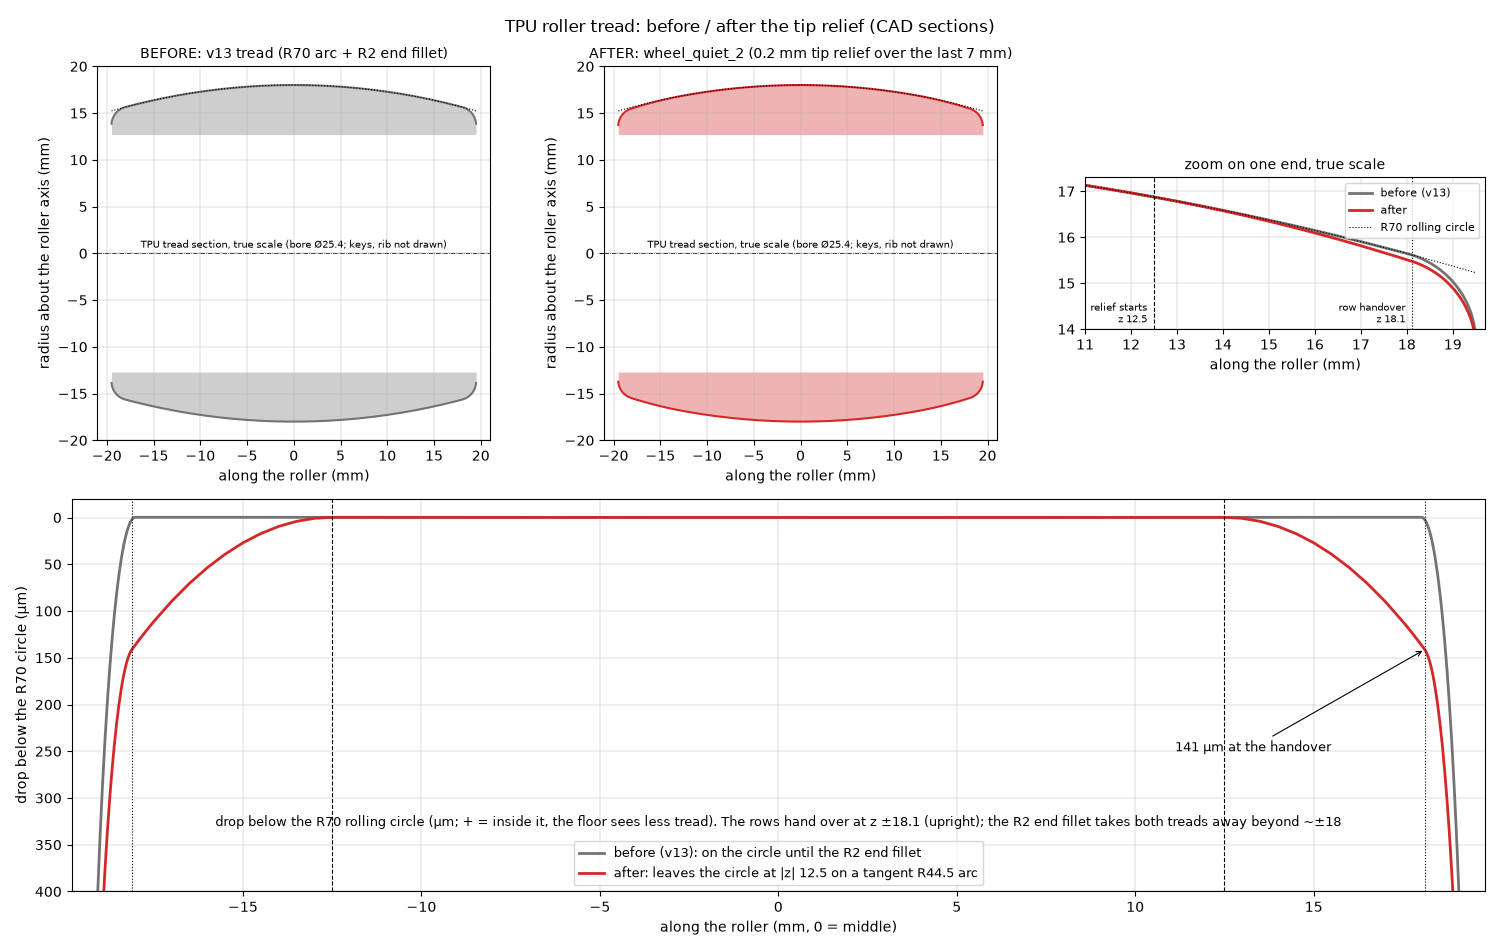 TPU roller tread: before / after the tip relief (CAD sections)
BEFORE: v13 tread (R70 arc + R2 end fillet)
20
15
10
5
0
−5
−10
−15
−20
radius about the roller axis (mm)
TPU tread section, true scale (bore Ø25.4; keys, rib not drawn)
−20 −15 −10 −5 0 5 10 15 20
along the roller (mm)
AFTER: wheel_quiet_2 (0.2 mm tip relief over the last 7 mm)
20
15
10
5
0
−5
−10
−15
−20
radius about the roller axis (mm)
TPU tread section, true scale (bore Ø25.4; keys, rib not drawn)
−20 −15 −10 −5 0 5 10 15 20
along the roller (mm)
zoom on one end, true scale
17
16
15
14
before (v13)
after
R70 rolling circle
relief starts
z 12.5
row handover
z 18.1
11 12 13 14 15 16 17 18 19
along the roller (mm)
0
50
100
150
200
250
300
350
400
drop below the R70 circle (µm)
141 µm at the handover
drop below the R70 rolling circle (µm; + = inside it, the floor sees less tread). The rows hand over at z ±18.1 (upright); the R2 end fillet takes both treads away beyond ~±18
before (v13): on the circle until the R2 end fillet
after: leaves the circle at |z| 12.5 on a tangent R44.5 arc
−15 −10 −5 0 5 10 15
along the roller (mm, 0 = middle)